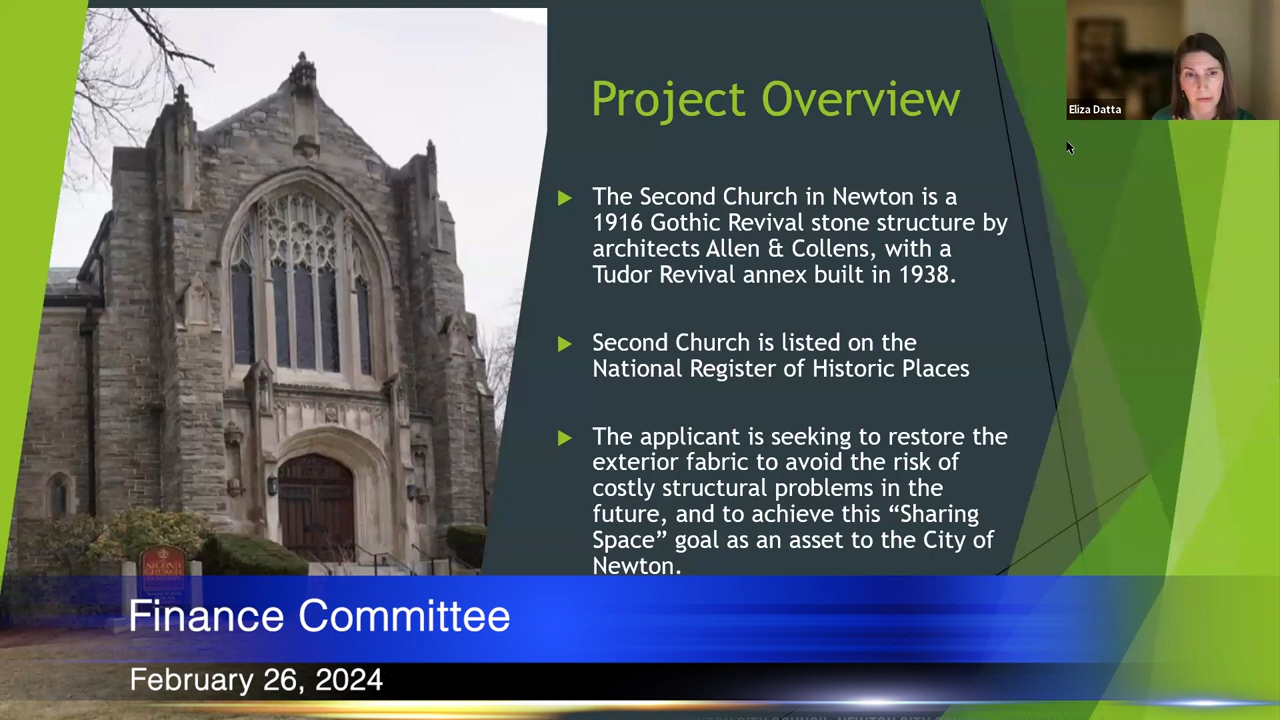 Project Overview
Eliza Datta
The Second Church in Newton is a
1916 Gothic Revival stone structure by
architects Allen & Collens, with a
Tudor Revival annex built in 1938.
Second Church is listed on the
National Register of Historic Places
The applicant is seeking to restore the
exterior fabric to avoid the risk of
costly structural problems in the
future, and to achieve this “Sharing
Space” goal as an asset to the City of
Newton.
SECOND
CHURCH
Finance Committee
February 26, 2024